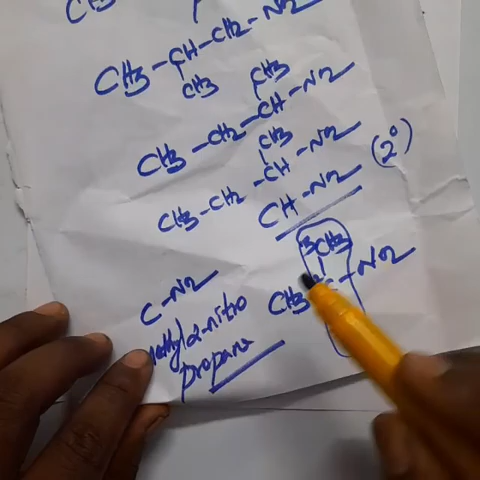 CH3
CH3-CH-CH2-NO2
CH3
CH3
CH3-CH2-CH-NO2
CH3
CH3-CH2-CH-NO2
CH-NO2 (2°)
3CH3
CH3 -NO2
C-NO2
2-nitro
propane